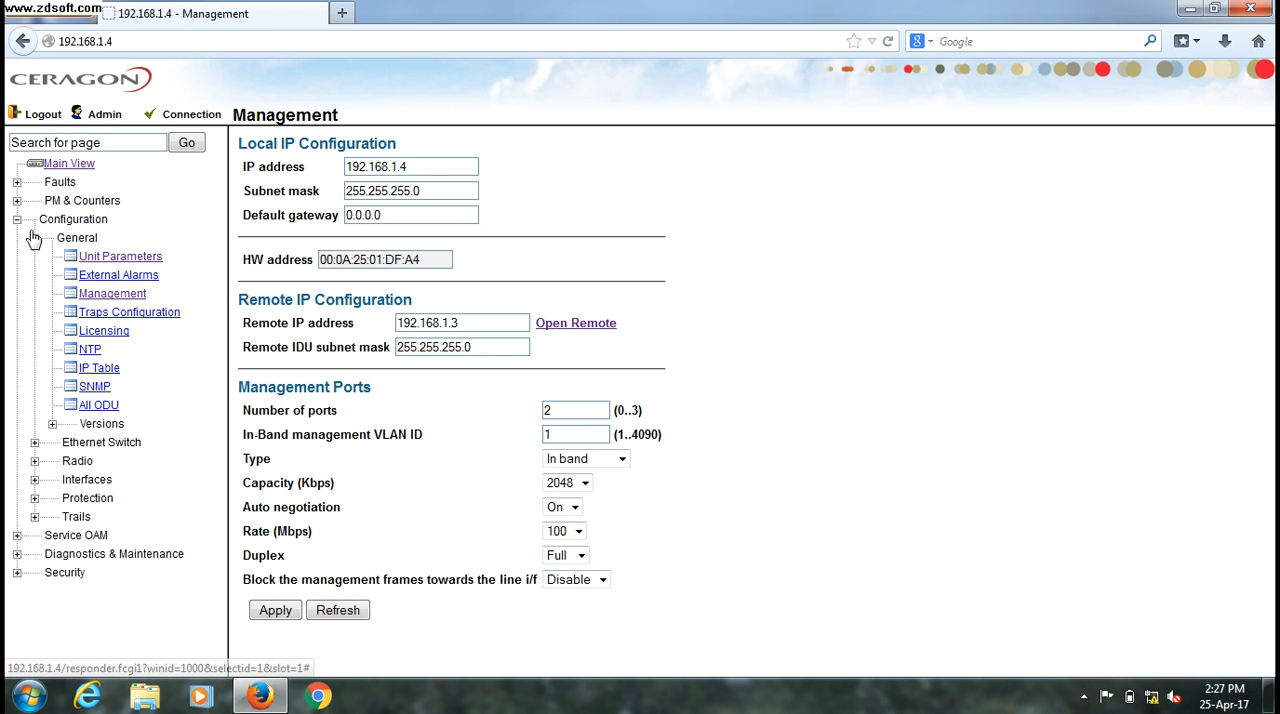 www.zdsoft.com
192.168.1.4 - Management
192.168.1.4
Google
CERAGON
Logout Admin Connection Management
Search for page Go
Main View
Faults
PM & Counters
Configuration
General
Unit Parameters
External Alarms
Management
Traps Configuration
Licensing
NTP
IP Table
SNMP
All ODU
Versions
Ethernet Switch
Radio
Interfaces
Protection
Trails
Service OAM
Diagnostics & Maintenance
Security
Local IP Configuration
IP address 192.168.1.4
Subnet mask 255.255.255.0
Default gateway 0.0.0.0
HW address 00:0A:25:01:DF:A4
Remote IP Configuration
Remote IP address 192.168.1.3 Open Remote
Remote IDU subnet mask 255.255.255.0
Management Ports
Number of ports 2 (0..3)
In-Band management VLAN ID 1 (1..4090)
Type In band
Capacity (Kbps) 2048
Auto negotiation On
Rate (Mbps) 100
Duplex Full
Block the management frames towards the line i/f Disable
Apply Refresh
192.168.1.4/responder.fcgi1?winid=1000&selectid=1&slot=1#
2:27 PM
25-Apr-17